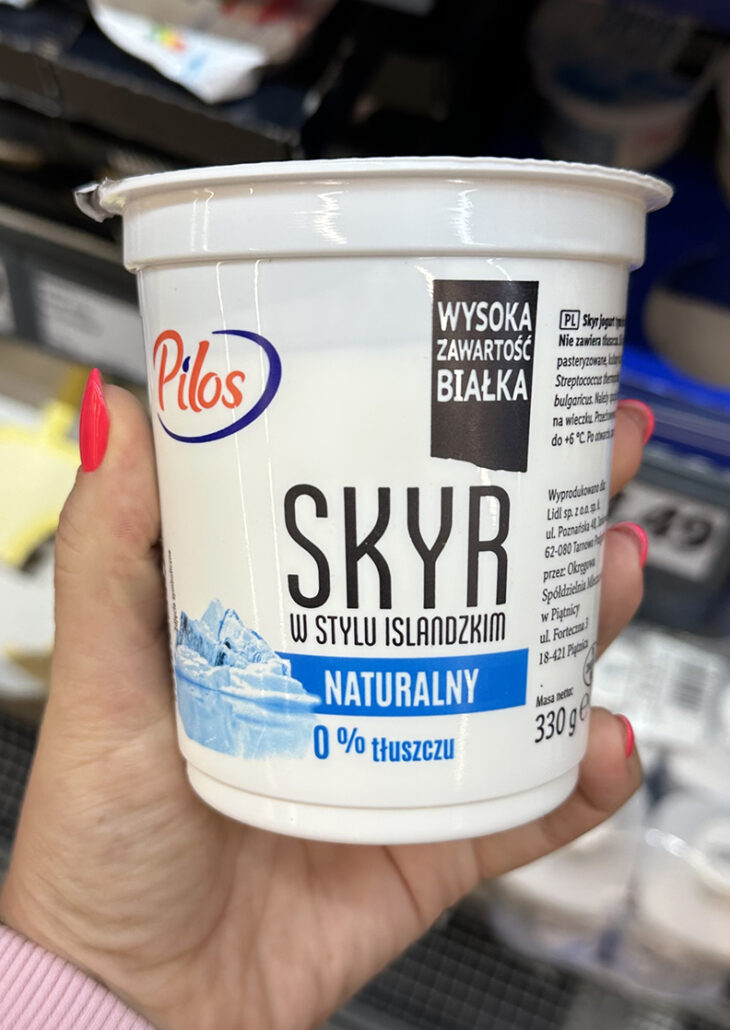 Pilos
WYSOKA
ZAWARTOŚĆ
BIAŁKA
SKYR
W STYLU ISLANDZKIM
NATURALNY
0 % tłuszczu
PL Skyr jogurt
Nie zawiera tłuszczu.
pasteryzowane,
Streptococcus
bulgaricus. Należy
na wieczku.
do +6 °C. Po
Wyprodukowano dla:
Lidl sp. z o.o. sp. k.
ul. Poznańska 48,
62-080 Tarnowo
przez: Okręgowa
Spółdzielnia
w Piątnicy
ul. Forteczna 3
18-421 Piątnica
Masa netto:
330 g e
49